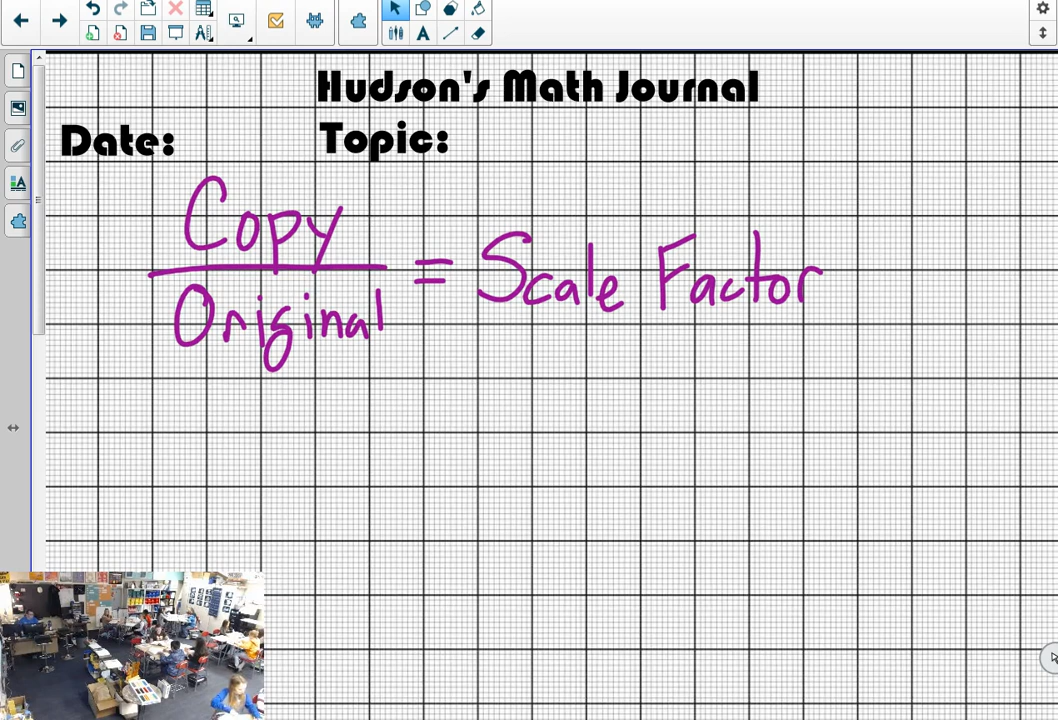 Hudson's Math Journal
Date: Topic:
Copy
Original
= Scale Factor